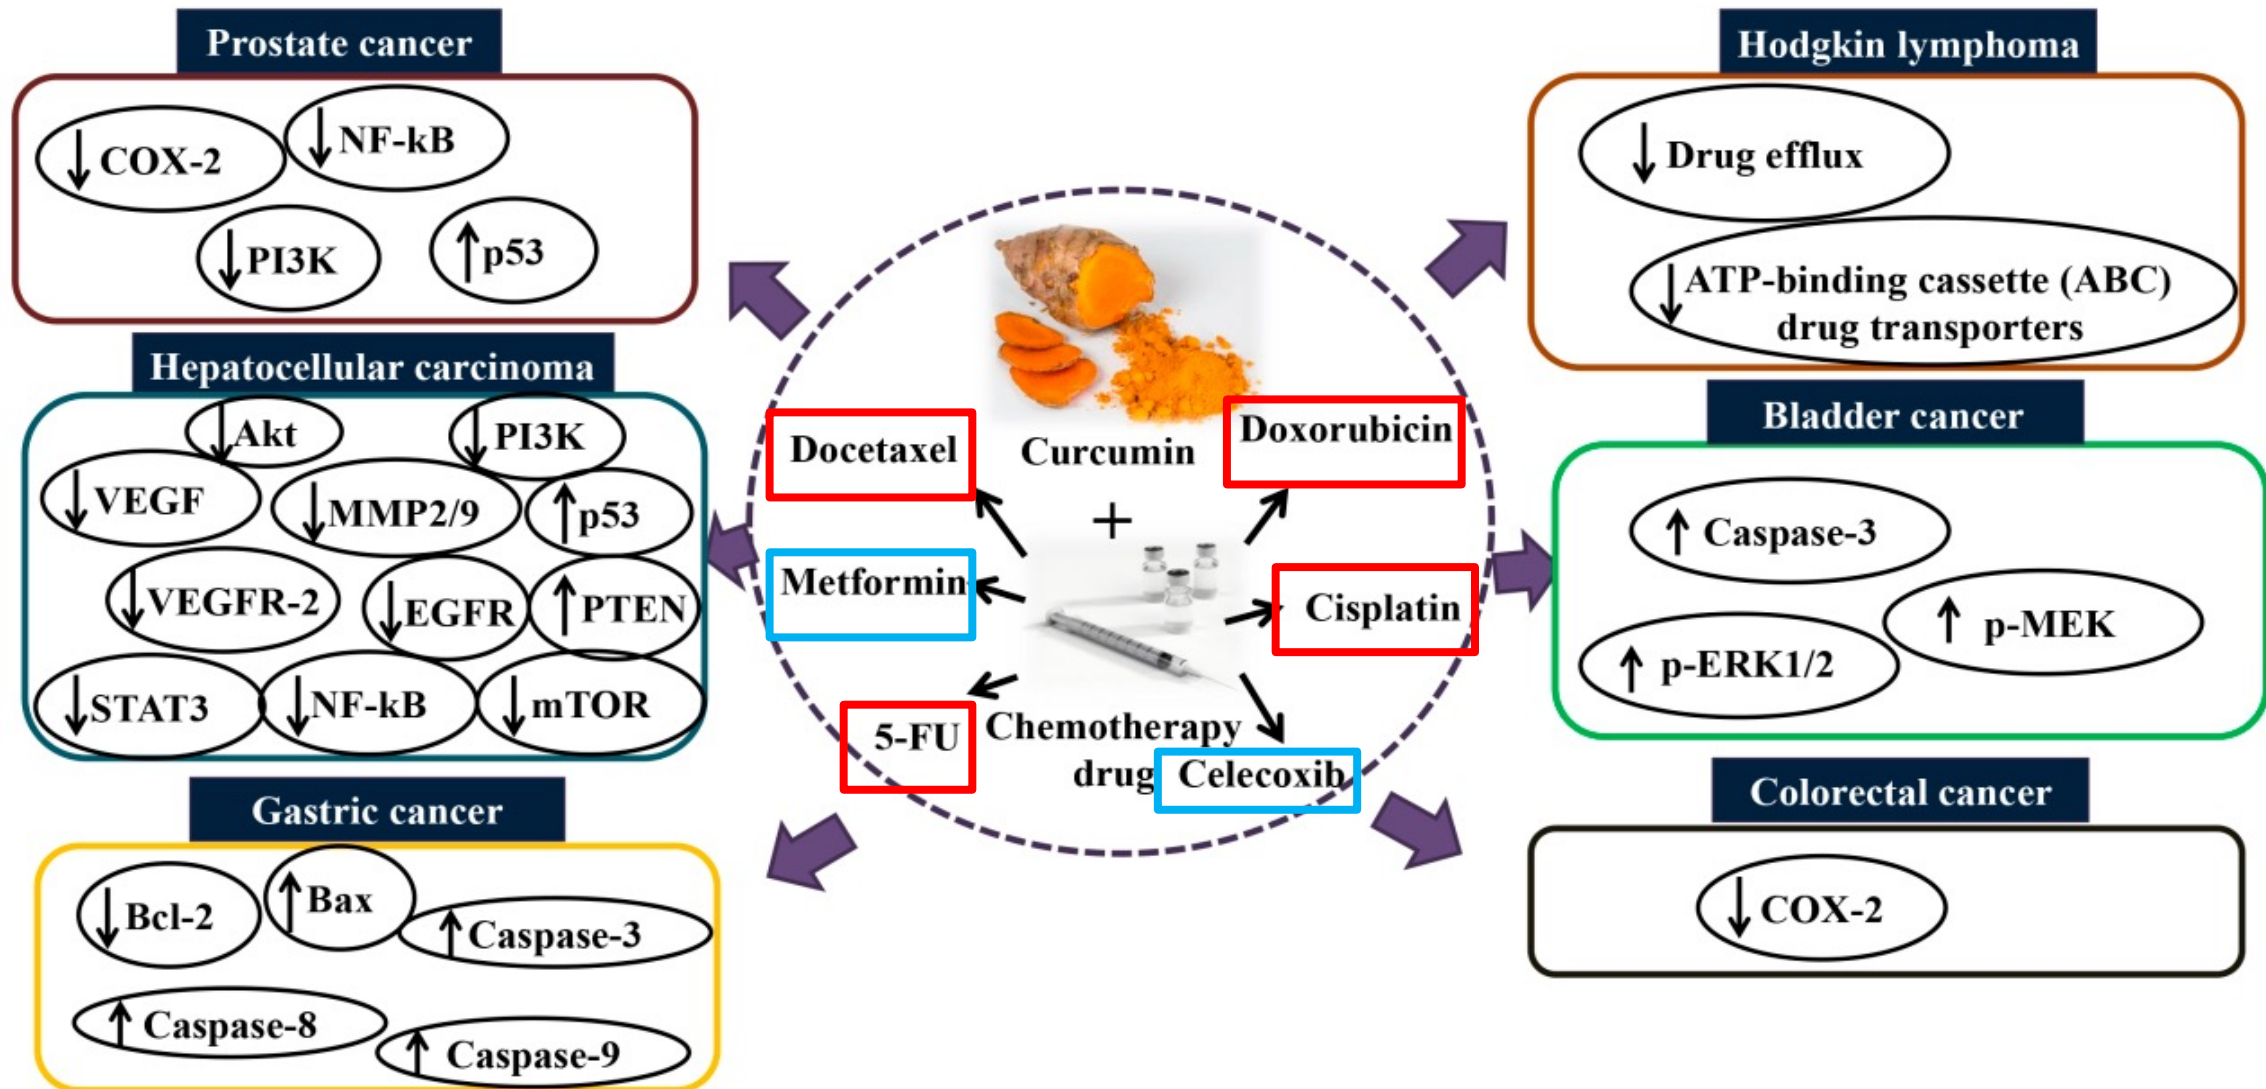 Prostate cancer
↓ COX-2
↓ NF-kB
↓ PI3K
↑ p53
Hepatocellular carcinoma
↓ Akt
↓ PI3K
↓ VEGF
↓ MMP2/9
↑ p53
↓ VEGFR-2
↓ EGFR
↑ PTEN
↓ STAT3
↓ NF-kB
↓ mTOR
Gastric cancer
↓ Bcl-2
↑ Bax
↑ Caspase-3
↑ Caspase-8
↑ Caspase-9
Curcumin
+
Chemotherapy
drug
Docetaxel
Doxorubicin
Metformin
Cisplatin
5-FU
Celecoxib
Hodgkin lymphoma
↓ Drug efflux
↓ ATP-binding cassette (ABC)
drug transporters
Bladder cancer
↑ Caspase-3
↑ p-MEK
↑ p-ERK1/2
Colorectal cancer
↓ COX-2